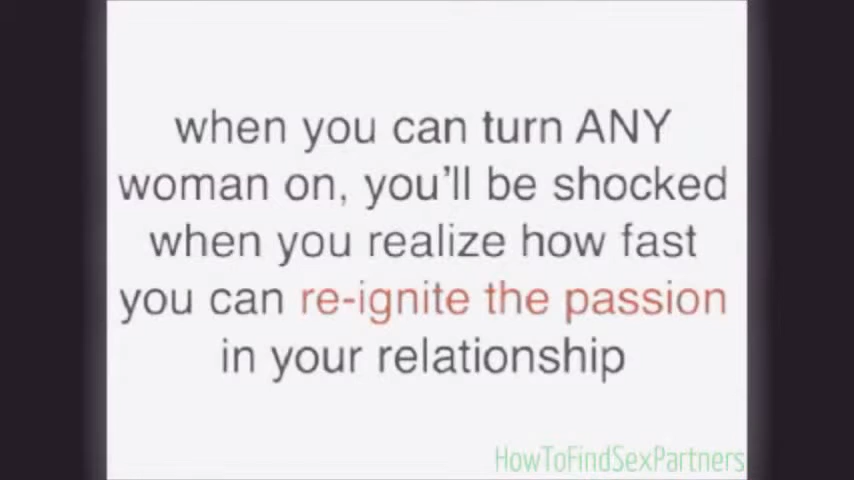 when you can turn ANY
woman on, you'll be shocked
when you realize how fast
you can re-ignite the passion
in your relationship
HowToFindSexPartners